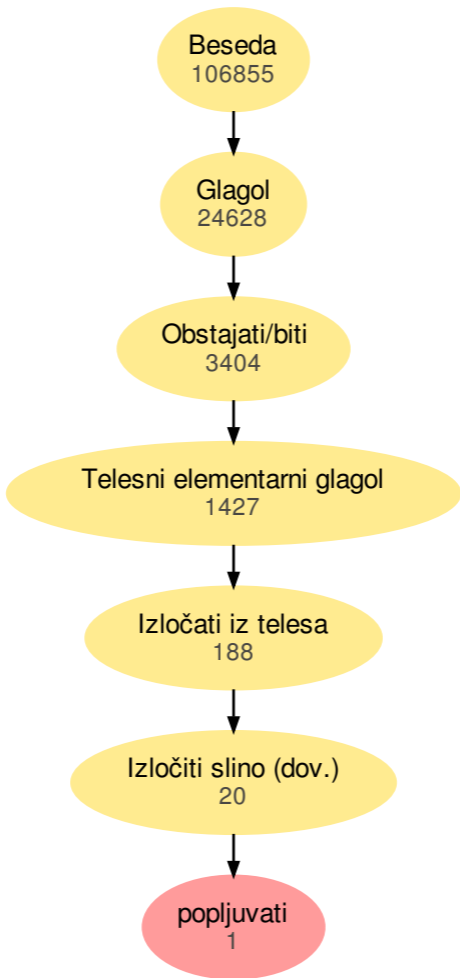 Beseda
106855
Glagol
24628
Obstajati/biti
3404
Telesni elementarni glagol
1427
Izločati iz telesa
188
Izločiti slino (dov.)
20
popljuvati
1